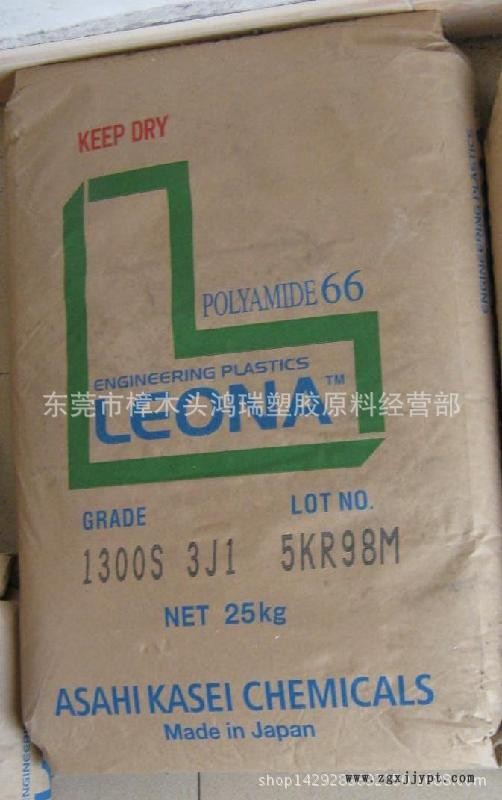 KEEP DRY
POLYAMIDE 66
ENGINEERING PLASTICS
LEONA™
东莞市樟木头鸿瑞塑胶原料经营部
GRADE LOT NO.
1300S 3J1 5KR98M
NET 25kg
ASAHI KASEI CHEMICALS
Made in Japan
ENGINEERING PLASTICS
www.zgxjjypt.com